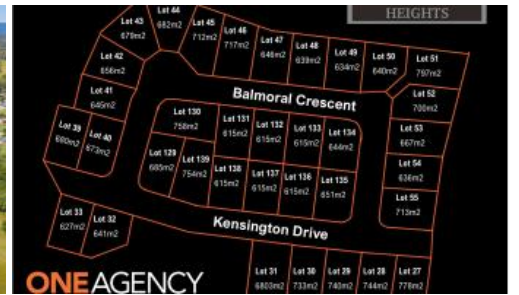 HEIGHTS
Lot 44
682m2
Lot 43
679m2
Lot 45
712m2
Lot 46
717m2
Lot 47
646m2
Lot 48
639m2
Lot 49
634m2
Lot 50
640m2
Lot 51
797m2
Lot 42
656m2
Lot 41
646m2
Lot 52
700m2
Balmoral Crescent
Lot 39
680m2
Lot 40
673m2
Lot 130
758m2
Lot 131
615m2
Lot 132
615m2
Lot 133
615m2
Lot 134
644m2
Lot 53
667m2
Lot 129
685m2
Lot 139
754m2
Lot 138
615m2
Lot 137
615m2
Lot 136
615m2
Lot 135
651m2
Lot 54
636m2
Lot 55
713m2
Lot 33
627m2
Lot 32
641m2
Kensington Drive
Lot 31
6803m2
Lot 30
733m2
Lot 29
740m2
Lot 28
744m2
Lot 27
776m2
ONEAGENCY